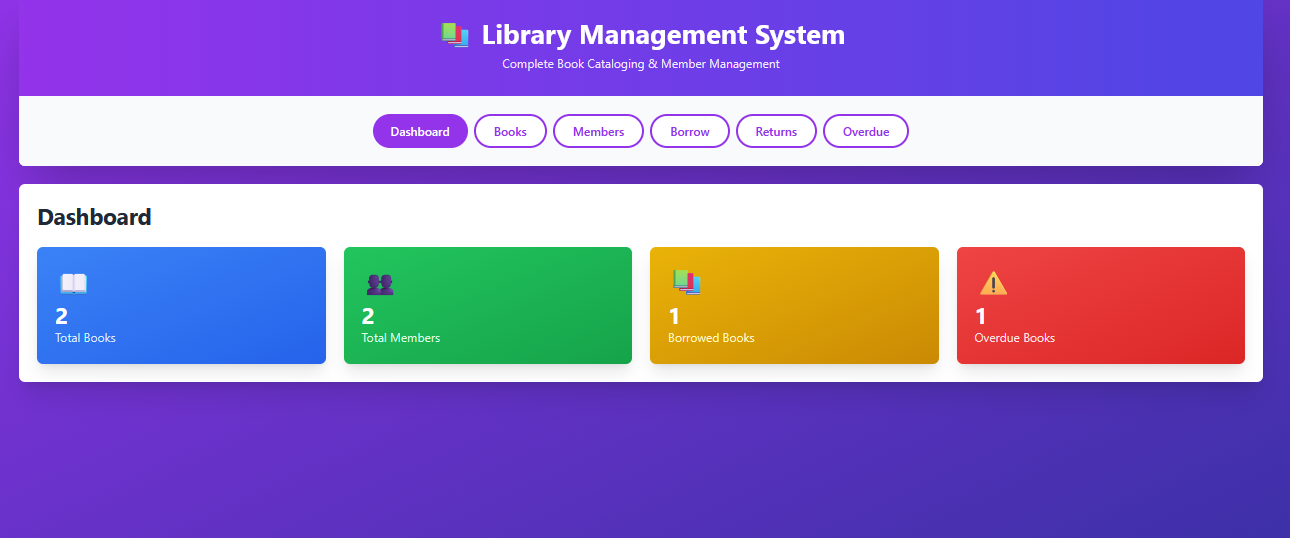 📚 Library Management System
Complete Book Cataloging & Member Management
Dashboard Books Members Borrow Returns Overdue
Dashboard
2
Total Books
2
Total Members
1
Borrowed Books
1
Overdue Books